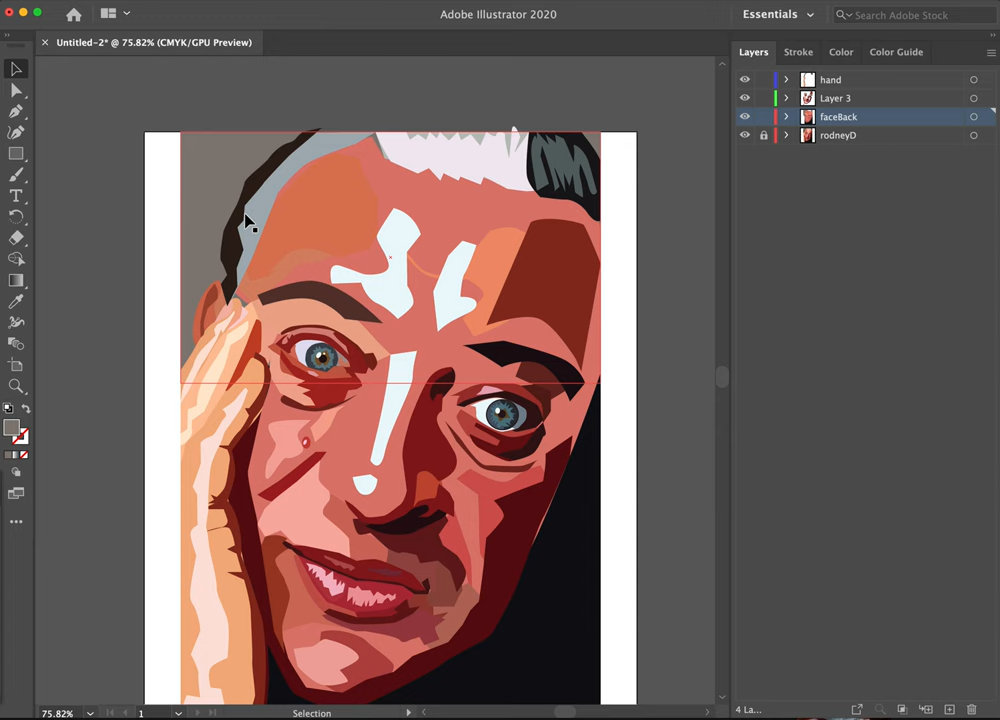 Adobe Illustrator 2020
Essentials
Search Adobe Stock
× Untitled-2* @ 75.82% (CMYK/GPU Preview)
Layers Stroke Color Color Guide
hand
Layer 3
faceBack
rodneyD
75.82% 1 Selection
4 La...